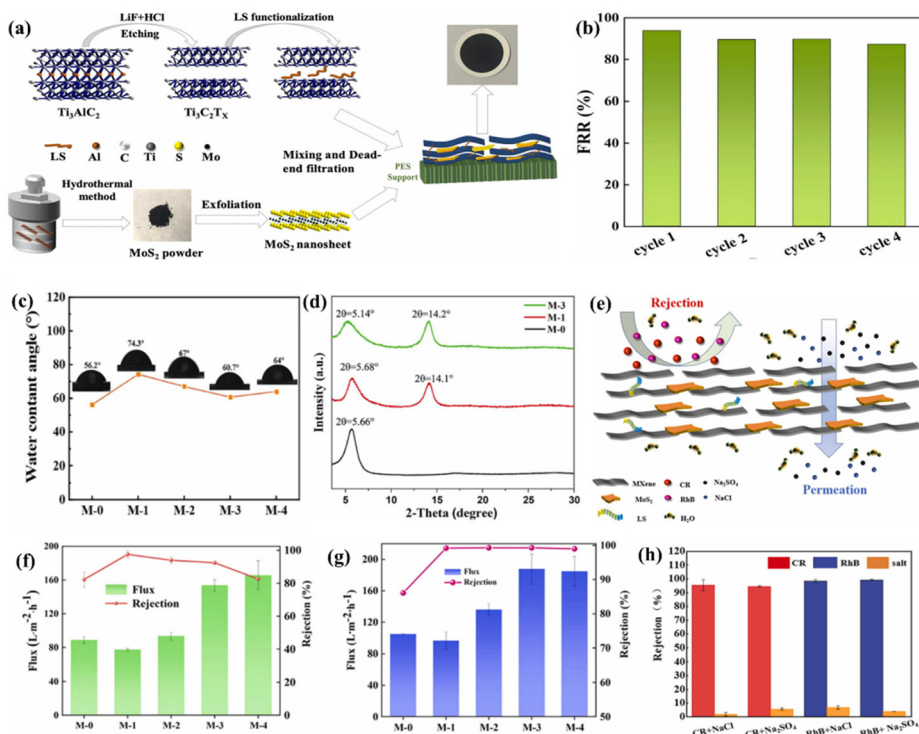 (a)
LiF+HCl
Etching
LS functionalization
Ti₃AlC₂
Ti₃C₂Tₓ
LS
Al
C
Ti
S
Mo
Mixing and Dead-
end filtration
PES
Support
Hydrothermal
method
Exfoliation
MoS₂ powder
MoS₂ nanosheet
(b)
FRR (%)
100
80
60
40
20
0
cycle 1
cycle 2
cycle 3
cycle 4
(c)
Water contant angle (°)
120
100
80
60
40
20
0
56.2°
74.3°
67°
60.7°
64°
M-0
M-1
M-2
M-3
M-4
(d)
Intensity (a.u.)
M-3
M-1
M-0
2θ=5.14°
2θ=14.2°
2θ=5.68°
2θ=14.1°
2θ=5.66°
5
10
15
20
25
30
2-Theta (degree)
(e)
Rejection
Permeation
MXene
CR
Na₂SO₄
MoS₂
RhB
NaCl
LS
H₂O
(f)
Flux (L·m⁻²·h⁻¹)
200
160
120
80
40
0
Flux
Rejection
Rejection (%)
100
80
60
40
20
0
M-0
M-1
M-2
M-3
M-4
(g)
Flux (L·m⁻²·h⁻¹)
200
160
120
80
40
0
Flux
Rejection
Rejection (%)
100
90
80
70
60
50
M-0
M-1
M-2
M-3
M-4
(h)
Rejection (%)
120
110
100
90
80
70
60
50
40
30
20
10
0
CR
RhB
salt
CR+NaCl
CR+Na₂SO₄
RhB+NaCl
RhB+ Na₂SO₄